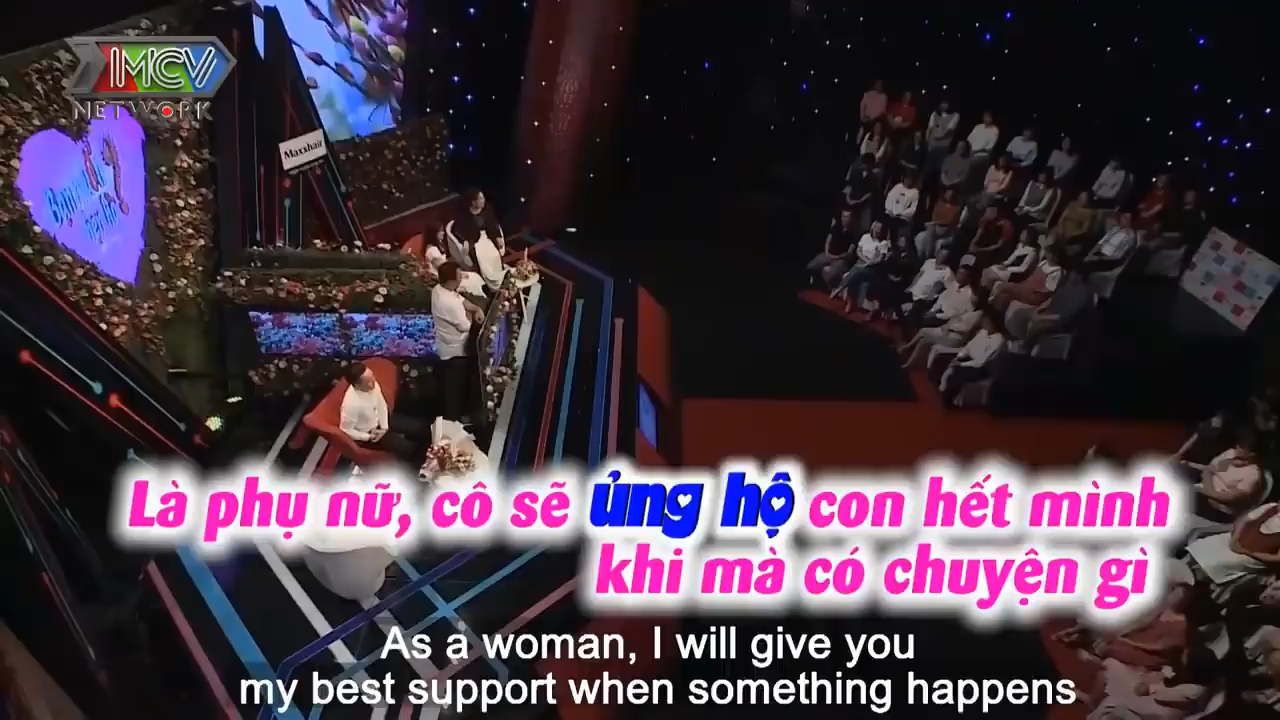 MCV
NETWORK
Maxxhair
Là phụ nữ, cô sẽ ủng hộ con hết mình
khi mà có chuyện gì
As a woman, I will give you
my best support when something happens